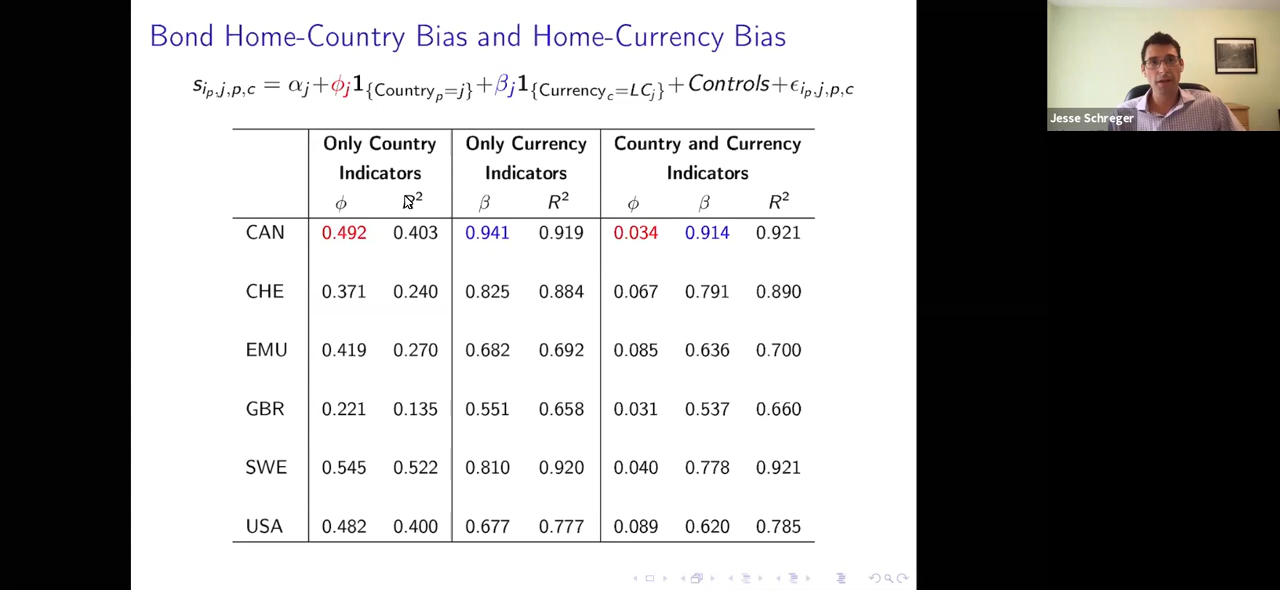 Bond Home-Country Bias and Home-Currency Bias
s_{i_p,j,p,c} = α_j + ϕ_j 1_{Country_p=j} + β_j 1_{Currency_c=LC_j} + Controls + ϵ_{i_p,j,p,c}
Only Country Only Currency Country and Currency
Indicators Indicators Indicators
ϕ R² β R² ϕ β R²
CAN 0.492 0.403 0.941 0.919 0.034 0.914 0.921
CHE 0.371 0.240 0.825 0.884 0.067 0.791 0.890
EMU 0.419 0.270 0.682 0.692 0.085 0.636 0.700
GBR 0.221 0.135 0.551 0.658 0.031 0.537 0.660
SWE 0.545 0.522 0.810 0.920 0.040 0.778 0.921
USA 0.482 0.400 0.677 0.777 0.089 0.620 0.785
Jesse Schreger